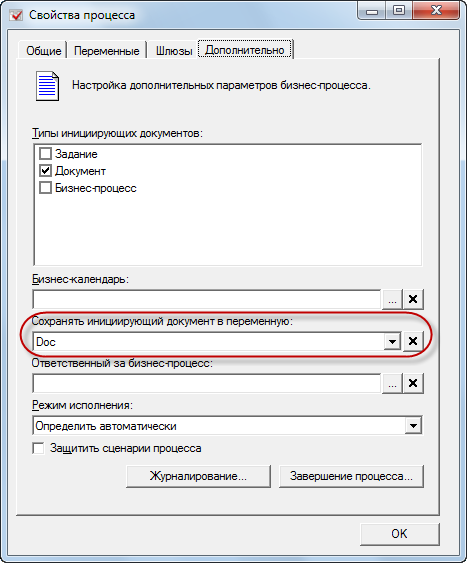 Свойства процесса
Общие Переменные Шлюзы Дополнительно
Настройка дополнительных параметров бизнес-процесса.
Типы инициирующих документов:
Задание
Документ
Бизнес-процесс
Бизнес-календарь:
...
Сохранять инициирующий документ в переменную:
Doc
Ответственный за бизнес-процесс:
...
Режим исполнения:
Определить автоматически
Защитить сценарии процесса
Журналирование... Завершение процесса...
OK